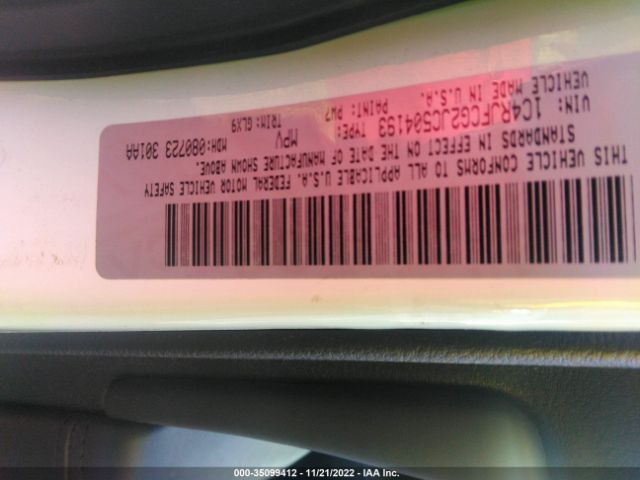 THIS VEHICLE CONFORMS TO ALL APPLICABLE U.S.A. FEDERAL MOTOR VEHICLE SAFETY
STANDARDS IN EFFECT ON THE DATE OF MANUFACTURE SHOWN ABOVE.
VIN: 1C4RJFCG2JC504193 TYPE: MPV MDH:080723 301AA
VEHICLE MADE IN U.S.A. PAINT: PW7 TRIM: GLX9
000-35099412 - 11/21/2022 - IAA Inc.